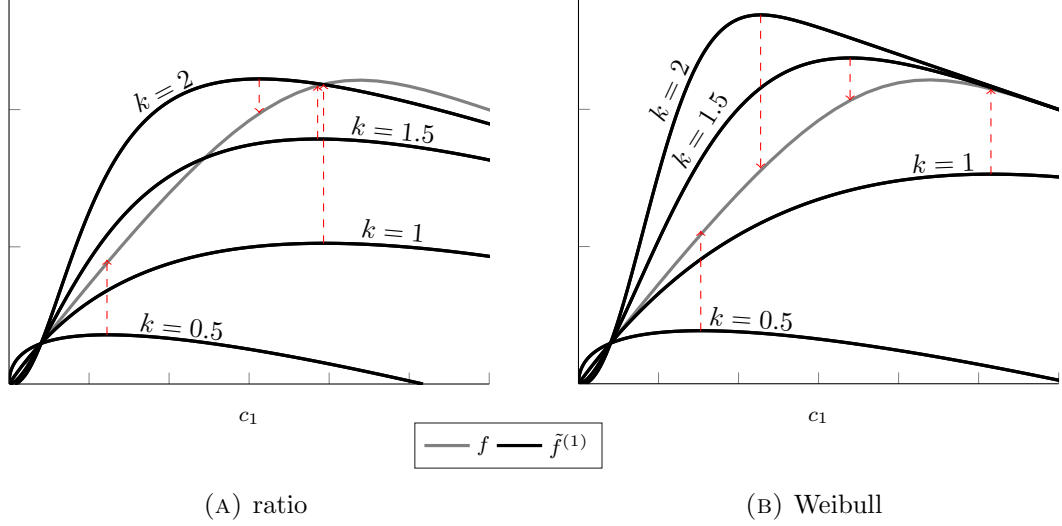 k = 2
k = 1.5
k = 1
k = 0.5
c₁
k = 2
k = 1.5
k = 1
k = 0.5
c₁
f f̃⁽¹⁾
(A) ratio
(B) Weibull